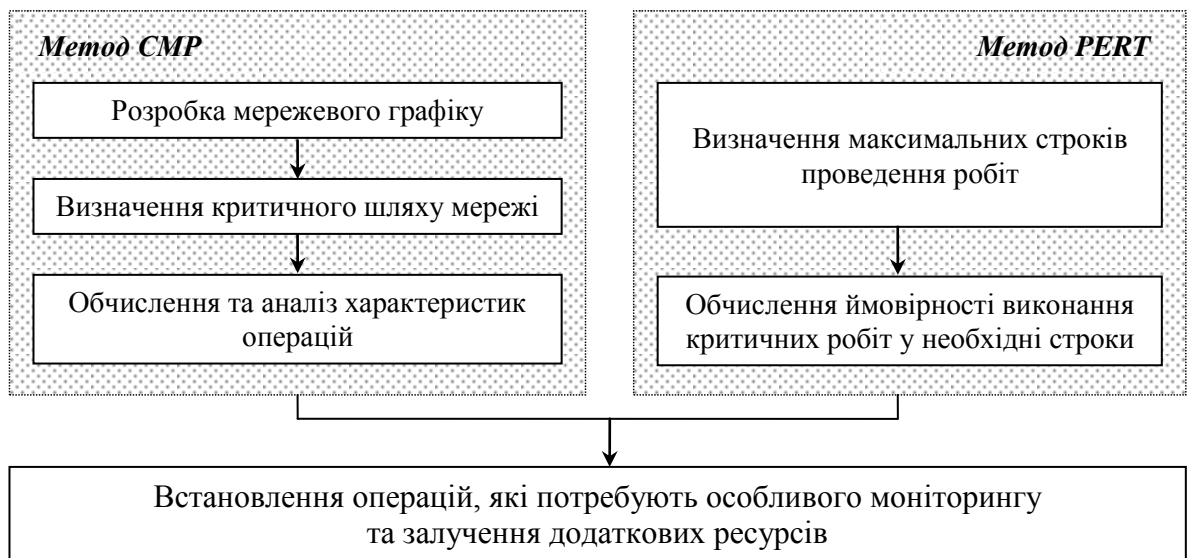 Метод CMP
Розробка мережевого графіку
Визначення критичного шляху мережі
Обчислення та аналіз характеристик
операцій
Метод PERT
Визначення максимальних строків
проведення робіт
Обчислення ймовірності виконання
критичних робіт у необхідні строки
Встановлення операцій, які потребують особливого моніторингу
та залучення додаткових ресурсів